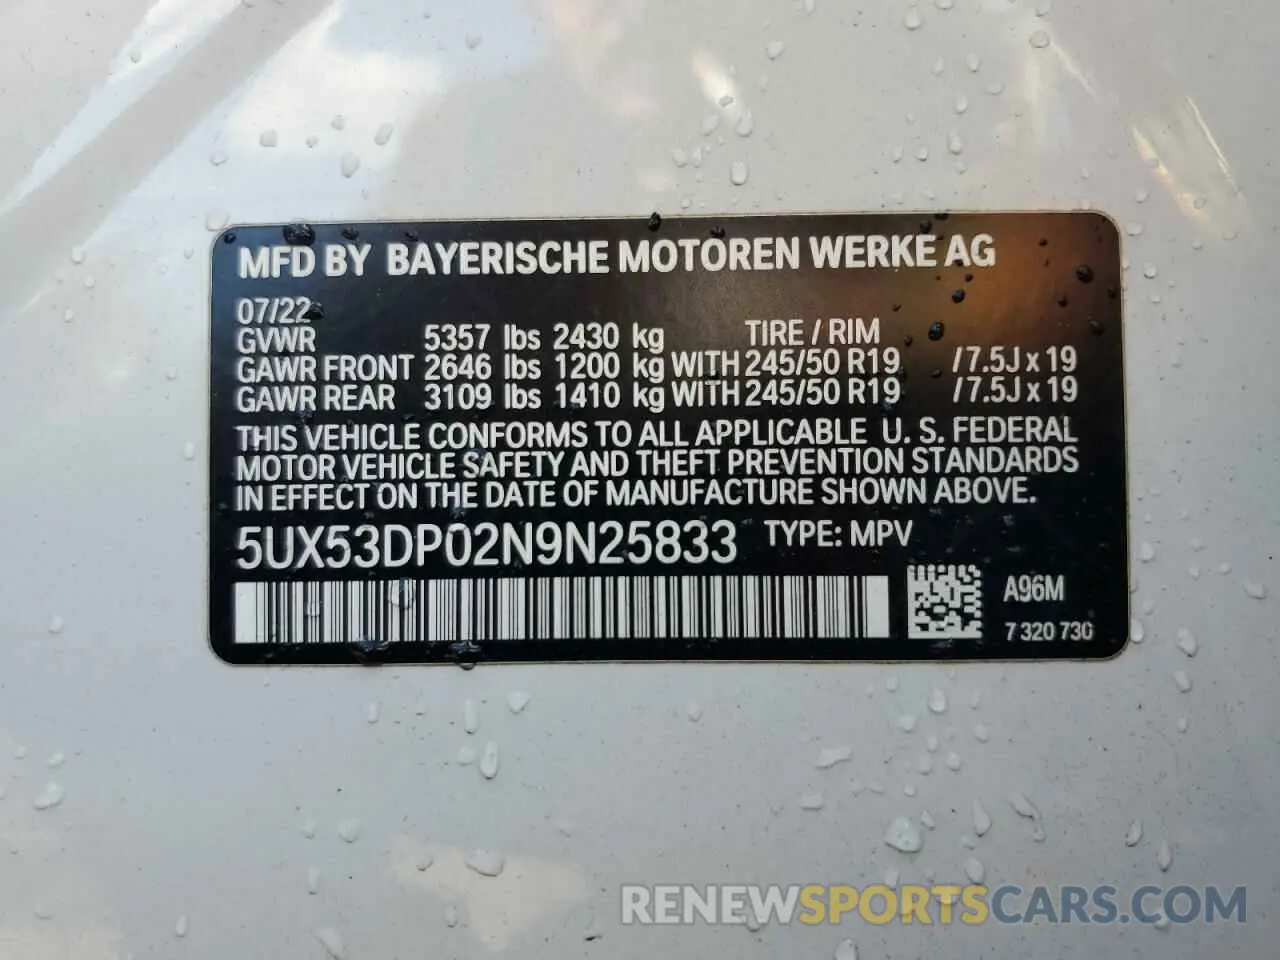 MFD BY BAYERISCHE MOTOREN WERKE AG
07/22
GVWR 5357 lbs 2430 kg TIRE / RIM
GAWR FRONT 2646 lbs 1200 kg WITH 245/50 R19 /7.5J x 19
GAWR REAR 3109 lbs 1410 kg WITH 245/50 R19 /7.5J x 19
THIS VEHICLE CONFORMS TO ALL APPLICABLE U. S. FEDERAL
MOTOR VEHICLE SAFETY AND THEFT PREVENTION STANDARDS
IN EFFECT ON THE DATE OF MANUFACTURE SHOWN ABOVE.
5UX53DP02N9N25833 TYPE: MPV
A96M
7 320 730
RENEWSPORTSCARS.COM